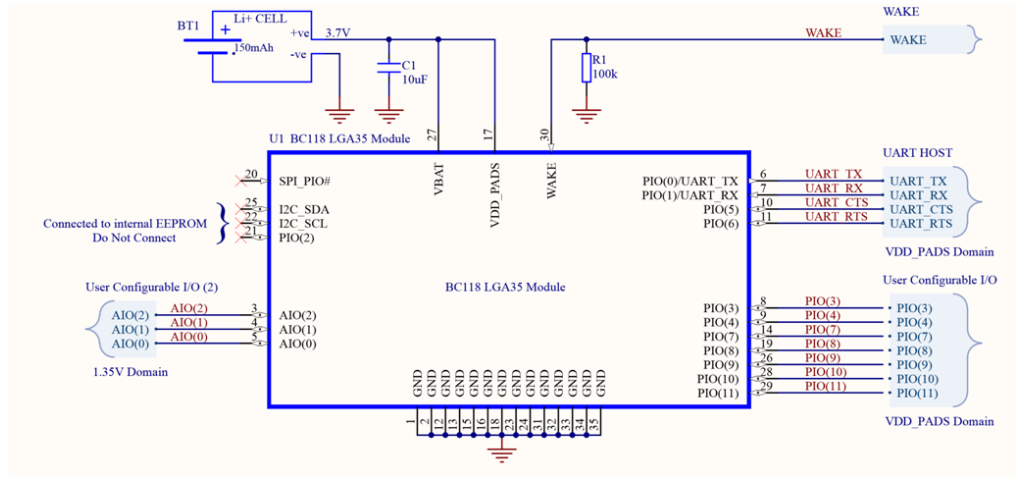 WAKE
BT1
+
Li+ CELL
150mAh
+ve
-ve
3.7V
C1
10uF
R1
100k
WAKE
WAKE
U1 BC118 LGA35 Module
27
17
30
VBAT
VDD_PADS
WAKE
20 SPI_PIO#
25 I2C_SDA
22 I2C_SCL
21 PIO(2)
Connected to internal EEPROM
Do Not Connect
UART HOST
PIO(0)/UART_TX 6 UART_TX UART_TX
PIO(1)/UART_RX 7 UART_RX UART_RX
PIO(5) 10 UART_CTS UART_CTS
PIO(6) 11 UART_RTS UART_RTS
VDD_PADS Domain
BC118 LGA35 Module
User Configurable I/O (2)
AIO(2) AIO(2) 3 AIO(2)
AIO(1) AIO(1) 4 AIO(1)
AIO(0) AIO(0) 5 AIO(0)
1.35V Domain
User Configurable I/O
PIO(3) 8 PIO(3) PIO(3)
PIO(4) 9 PIO(4) PIO(4)
PIO(7) 14 PIO(7) PIO(7)
PIO(8) 19 PIO(8) PIO(8)
PIO(9) 26 PIO(9) PIO(9)
PIO(10) 28 PIO(10) PIO(10)
PIO(11) 29 PIO(11) PIO(11)
VDD_PADS Domain
GND GND GND GND GND GND GND GND GND GND GND GND GND GND
1 2 12 13 15 16 18 23 24 31 32 33 34 35